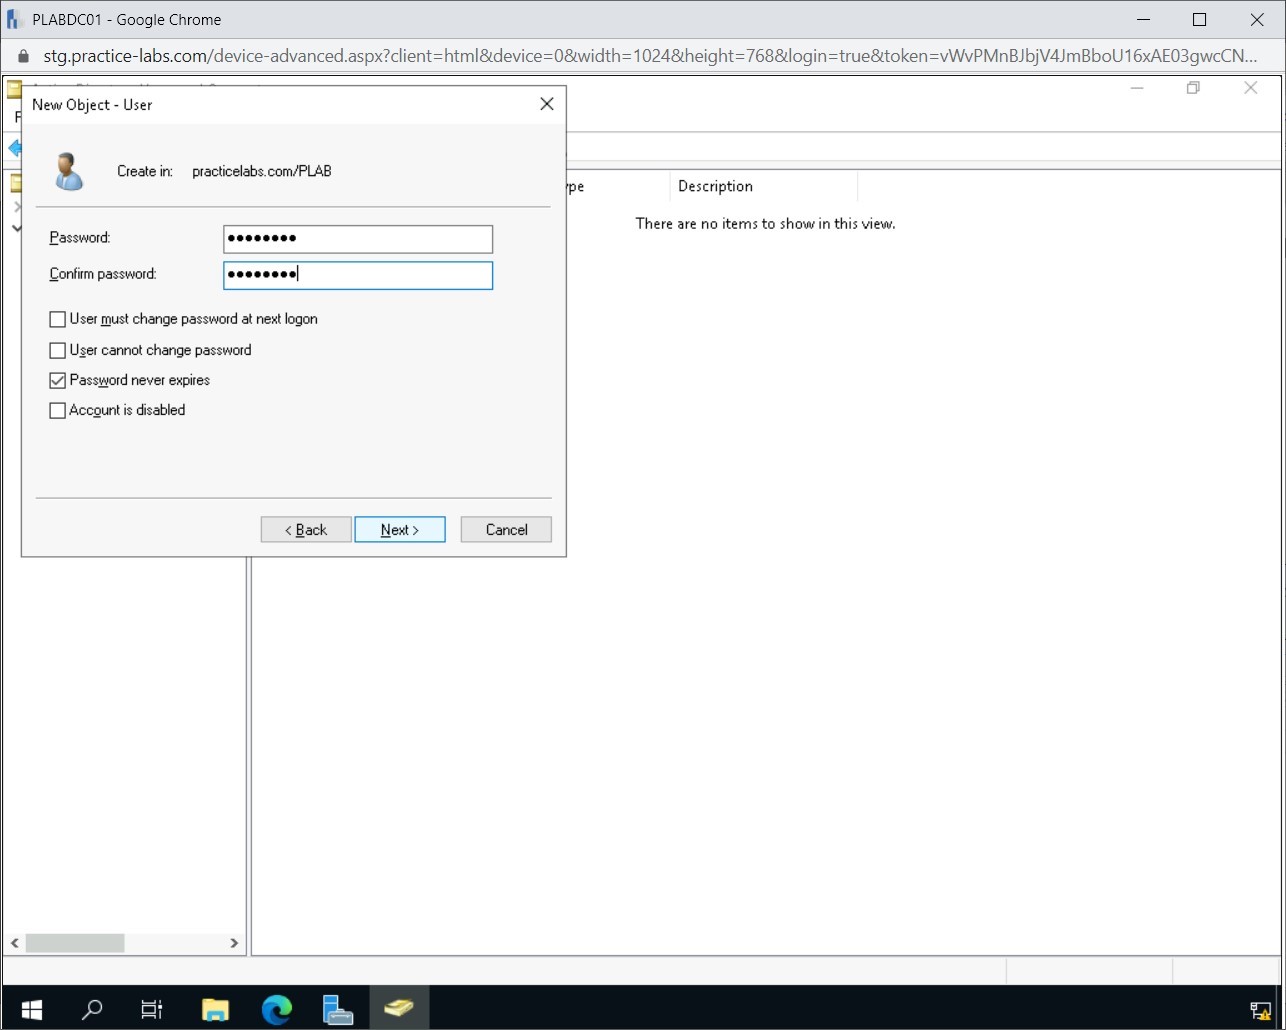 PLABDC01 - Google Chrome
stg.practice-labs.com/device-advanced.aspx?client=html&device=0&width=1024&height=768&login=true&token=vWvPMnBJbjV4JmBboU16xAE03gwcCN...
New Object - User
F
Create in: practicelabs.com/PLAB
ype Description
There are no items to show in this view.
Password: ●●●●●●●●
Confirm password: ●●●●●●●●
User must change password at next logon
User cannot change password
Password never expires
Account is disabled
< Back Next > Cancel